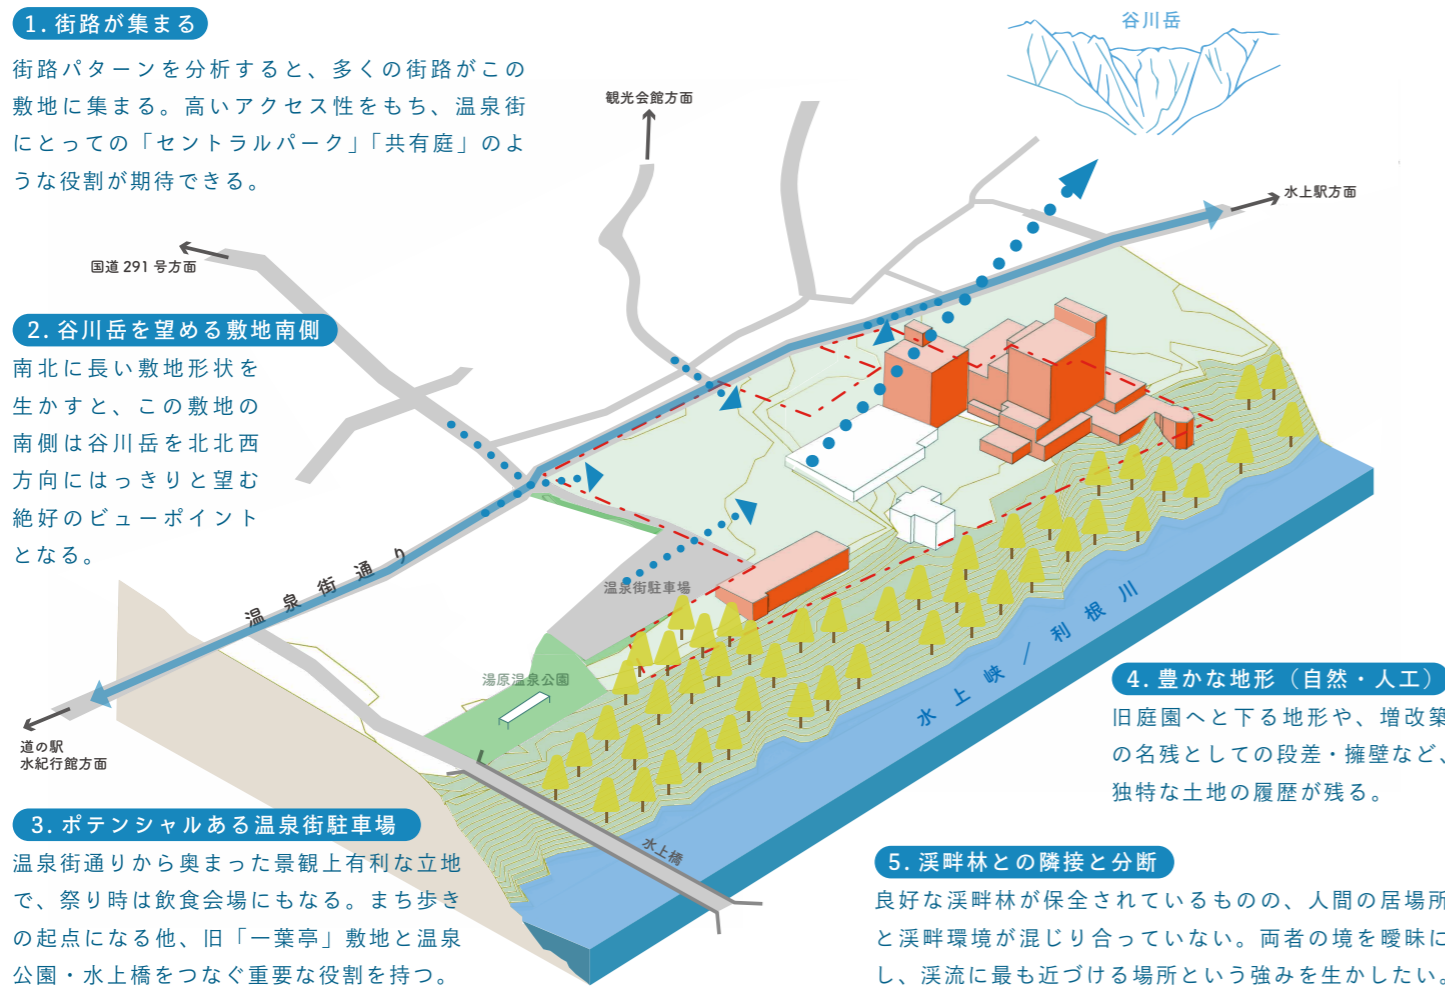 1. 街路が集まる
街路パターンを分析すると、多くの街路がこの
敷地に集まる。高いアクセス性をもち、温泉街
にとっての「セントラルパーク」「共有庭」のよ
うな役割が期待できる。
谷川岳
観光会館方面
水上駅方面
国道 291 号方面
2. 谷川岳を望める敷地南側
南北に長い敷地形状を
生かすと、この敷地の
南側は谷川岳を北北西
方向にはっきりと望む
絶好のビューポイント
となる。
温泉街通り
温泉街駐車場
湯原温泉公園
水上峡 / 利根川
道の駅
水紀行館方面
水上橋
3. ポテンシャルある温泉街駐車場
温泉街通りから奥まった景観上有利な立地
で、祭り時は飲食会場にもなる。まち歩き
の起点になる他、旧「一葉亭」敷地と温泉
公園・水上橋をつなぐ重要な役割を持つ。
4. 豊かな地形（自然・人工）
旧庭園へと下る地形や、増改築
の名残としての段差・擁壁など、
独特な土地の履歴が残る。
5. 渓畔林との隣接と分断
良好な渓畔林が保全されているものの、人間の居場所
と渓畔環境が混じり合っていない。両者の境を曖昧に
し、渓流に最も近づける場所という強みを生かしたい。